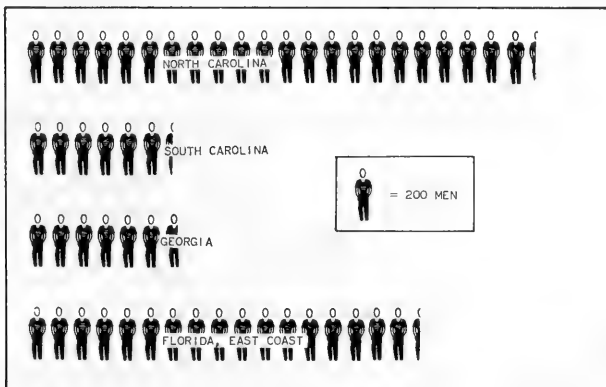 NORTH CAROLINA
SOUTH CAROLINA
= 200 MEN
GEORGIA
FLORIDA, EAST COAST